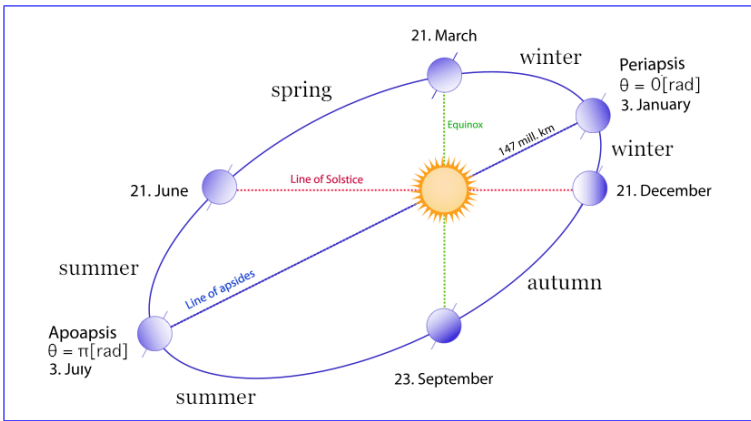 21. March
winter
Periapsis
θ = 0[rad]
3. January
spring
Equinox
147 mill. km
winter
21. June
Line of Solstice
21. December
summer
Line of apsides
autumn
Apoapsis
θ = π[rad]
3. July
23. September
summer